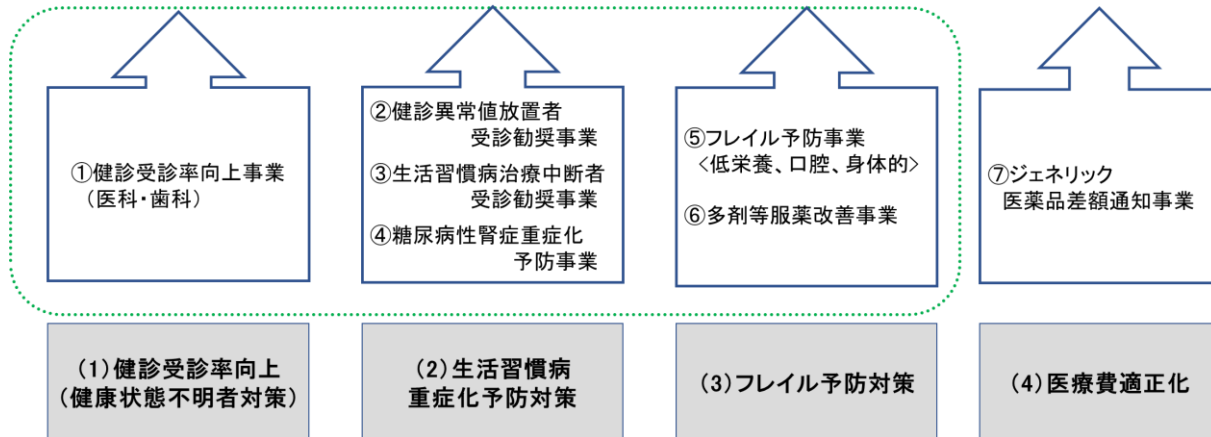 ①健診受診率向上事業
（医科・歯科）
②健診異常値放置者
受診勧奨事業
③生活習慣病治療中断者
受診勧奨事業
④糖尿病性腎症重症化
予防事業
⑤フレイル予防事業
<低栄養、口腔、身体的>
⑥多剤等服薬改善事業
⑦ジェネリック
医薬品差額通知事業
（1）健診受診率向上
（健康状態不明者対策）
（2）生活習慣病
重症化予防対策
（3）フレイル予防対策
（4）医療費適正化